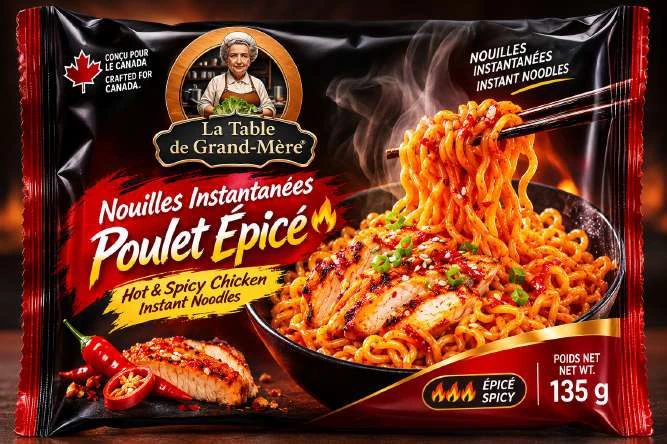 CONÇU POUR
LE CANADA
CRAFTED FOR
CANADA
La Table
de Grand-Mère®
NOUILLES
INSTANTANÉES
INSTANT NOODLES
Nouilles Instantanées
Poulet Épicé
Hot & Spicy Chicken
Instant Noodles
ÉPICÉ
SPICY
POIDS NET
NET WT.
135 g